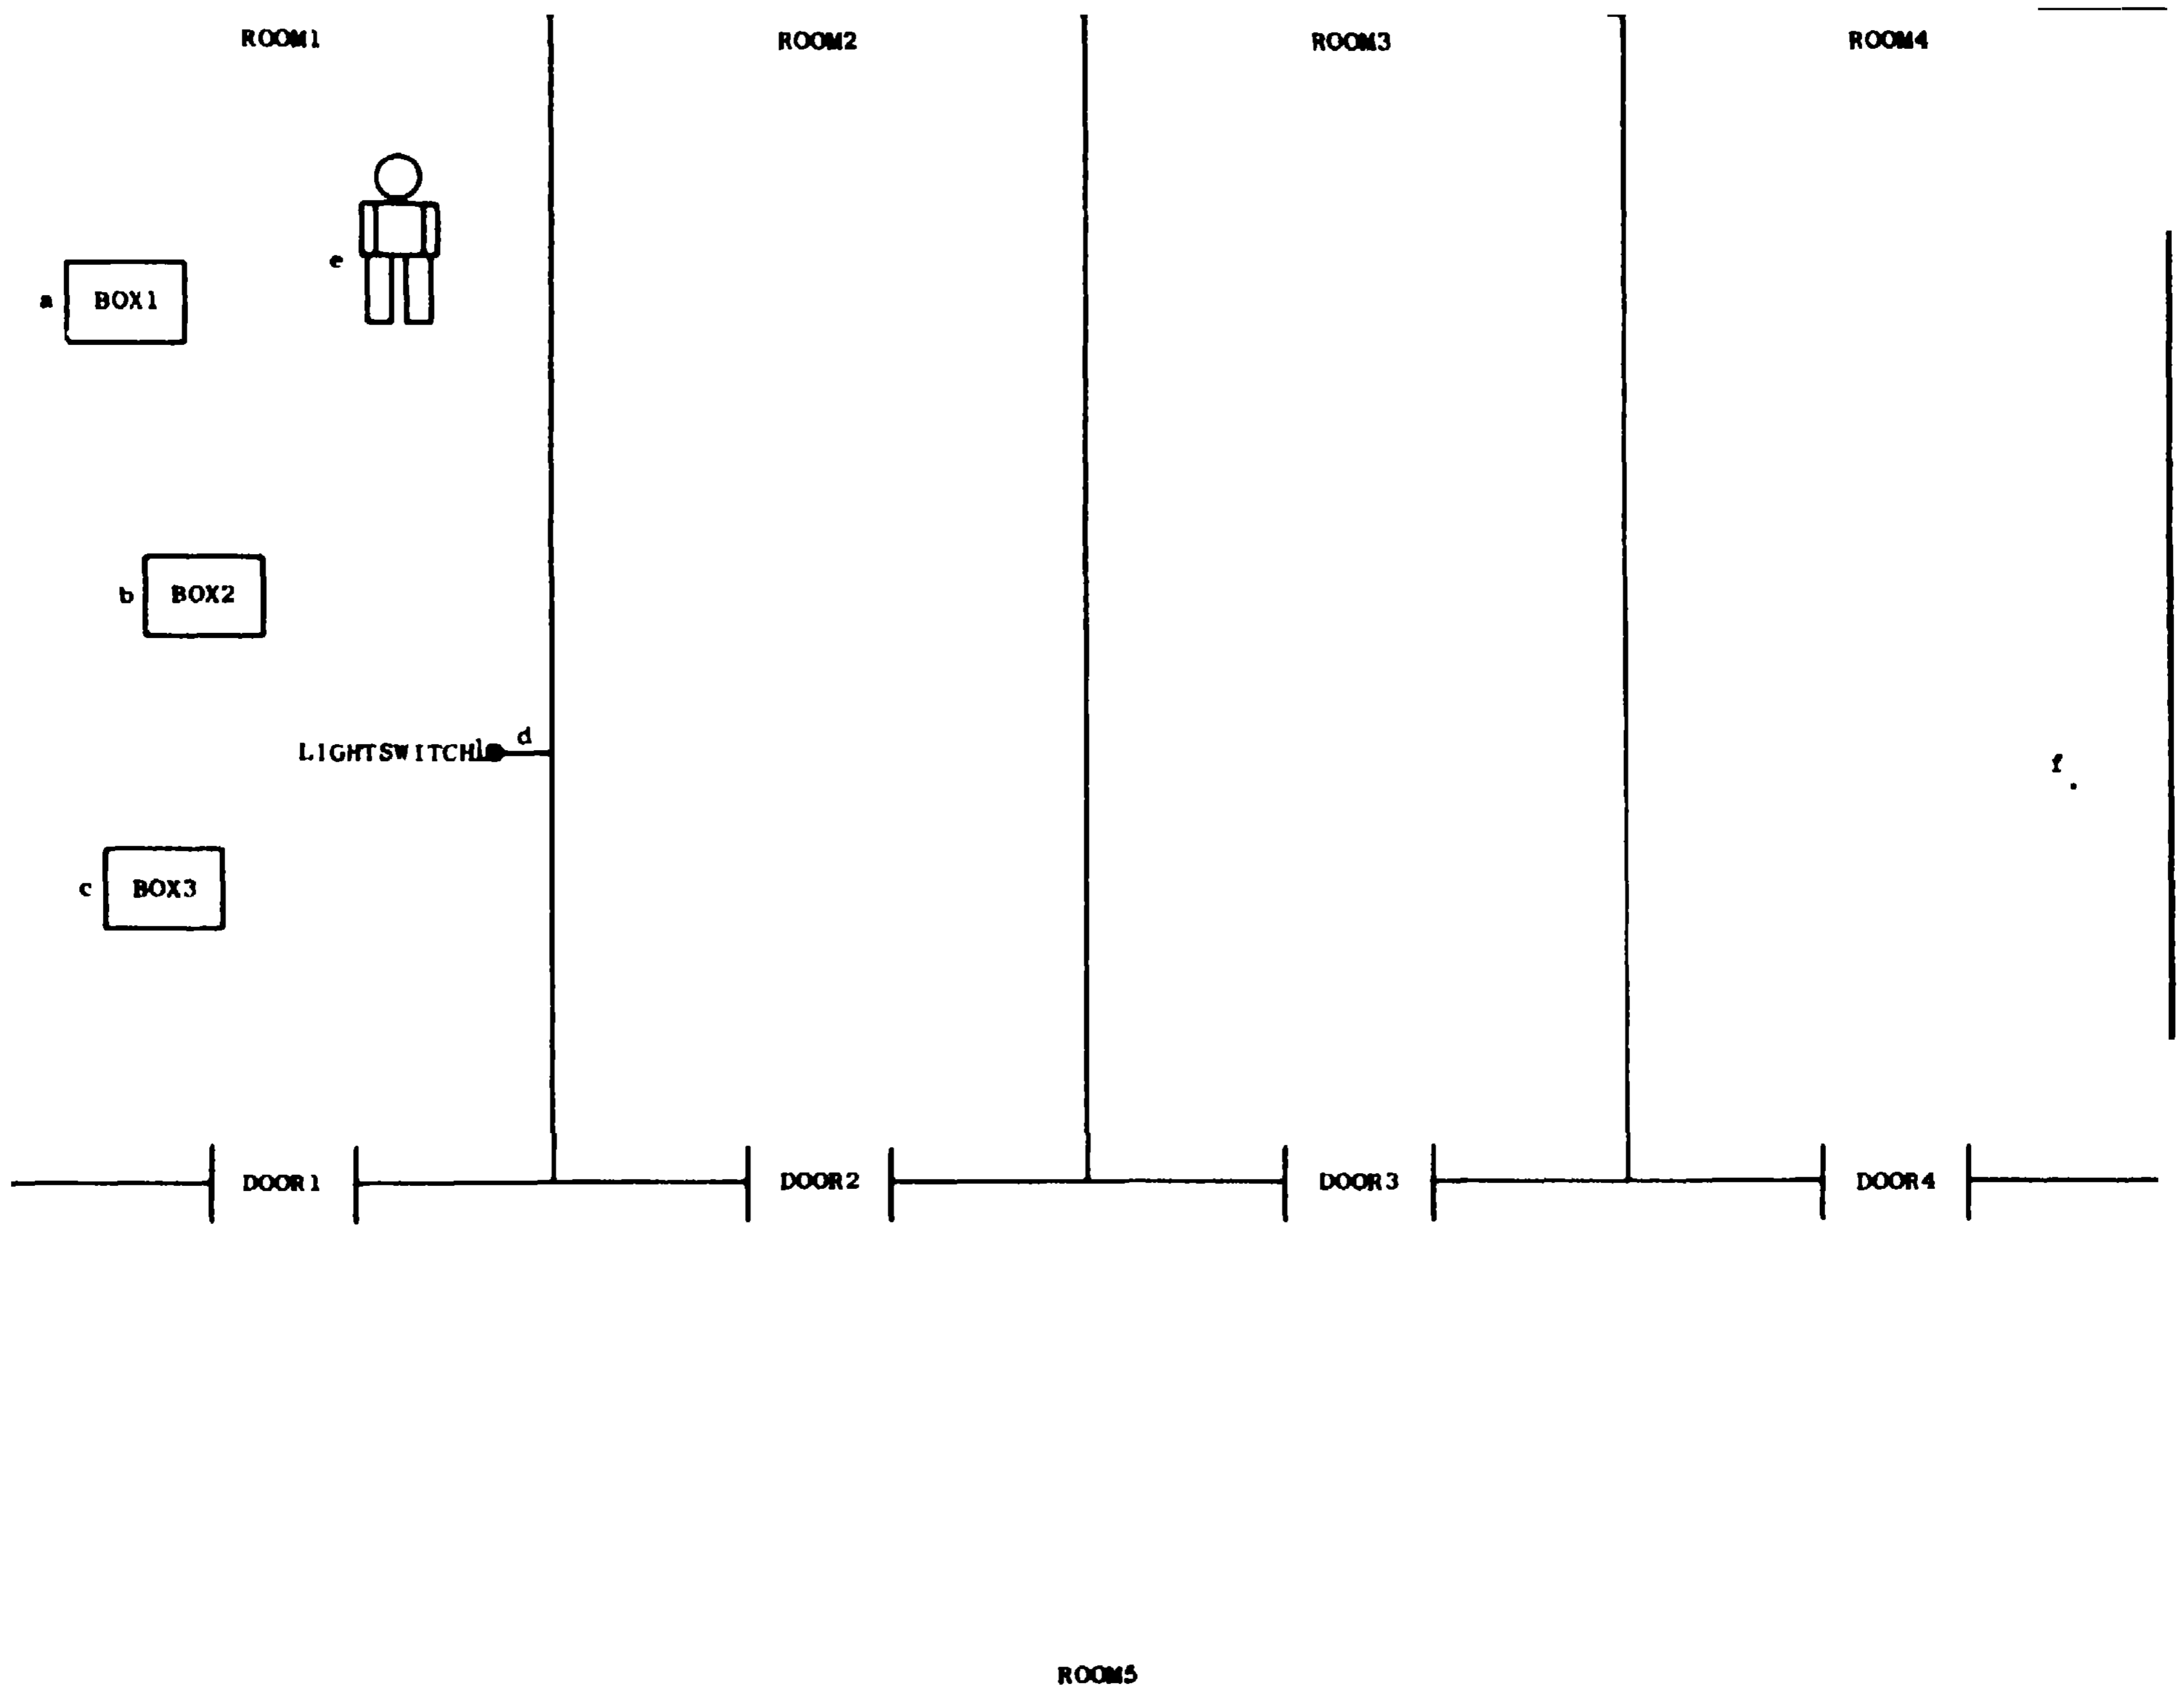 ROOM1 ROOM2 ROOM3 ROOM4
e
a BOX1
b BOX2
d
LIGHTSWITCH1
f
c BOX3
DOOR1 DOOR2 DOOR3 DOOR4
ROOM5